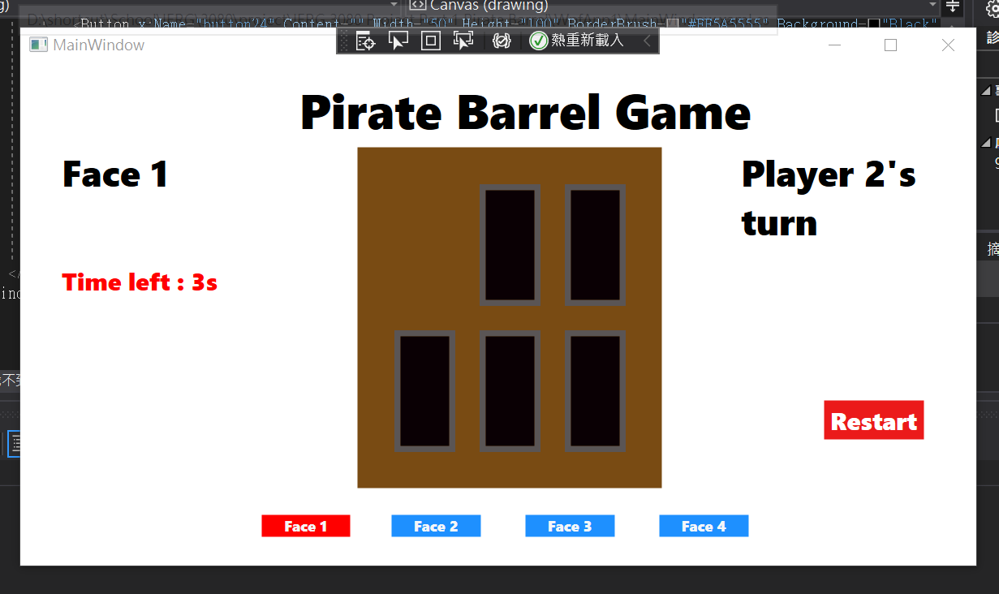 Canvas (drawing)
<Button x:Name="button24" Content="" Width="50" Height="100" BorderBrush= "#FF5A5555" Background= "Black"
MainWindow
熱重新載入
Pirate Barrel Game
Face 1
Player 2's
turn
Time left : 3s
Restart
Face 1
Face 2
Face 3
Face 4
診
摘